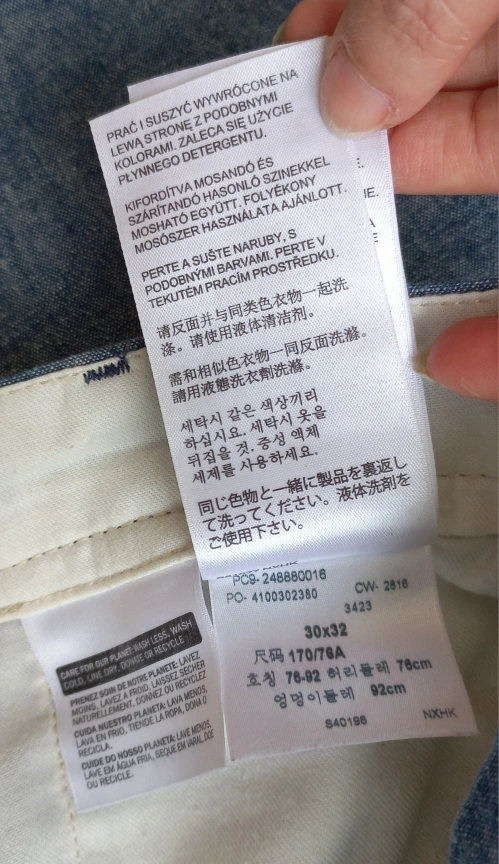 PRAĆ I SUSZYĆ WYWRÓCONE NA
LEWĄ STRONĘ Z PODOBNYMI
KOLORAMI. ZALECA SIĘ UŻYCIE
PŁYNNEGO DETERGENTU.
KIFORDÍTVA MOSANDÓ ÉS
SZÁRÍTANDÓ HASONLÓ SZINEKKEL
MOSHATÓ EGYÜTT. FOLYÉKONY
MOSÓSZER HASZNÁLATA AJÁNLOTT.
PERTE A SUŠTE NARUBY, S
PODOBNÝMI BARVAMI. PERTE V
TEKUTÉM PRACÍM PROSTŘEDKU.
请反面并与同类色衣物一起洗
涤。请使用液体清洁剂。
需和相似色衣物一同反面洗滌。
請用液態洗衣劑洗滌。
세탁시 같은 색상끼리
하십시요. 세탁시 옷을
뒤집을 것. 중성 액체
세제를 사용하세요.
同じ色物と一緒に製品を裏返し
て洗ってください。液体洗剤を
ご使用下さい。
PC9- 248880016
PO- 4100302380
CW- 2816
3423
30x32
尺码 170/76A
호칭 76-92 허리둘레 76cm
엉덩이둘레 92cm
S40196
NXHK
CARE FOR OUR PLANET: WASH LESS, WASH
COLD, LINE DRY, DONATE OR RECYCLE
PRENEZ SOIN DE NOTRE PLANETE: LAVEZ
MOINS, LAVEZ A FROID, LAISSEZ SECHER
NATURELLEMENT, DONNEZ OU RECYCLEZ
CUIDA NUESTRO PLANETA: LAVA MENOS,
LAVA EN FRIO, TIENDE LA ROPA, DONA O
RECICLA.
CUIDE DO NOSSO PLANETA: LAVE MENOS,
LAVE EM ÁGUA FRIA, SEQUE EM VARAL, DOE
OU RECICLE.